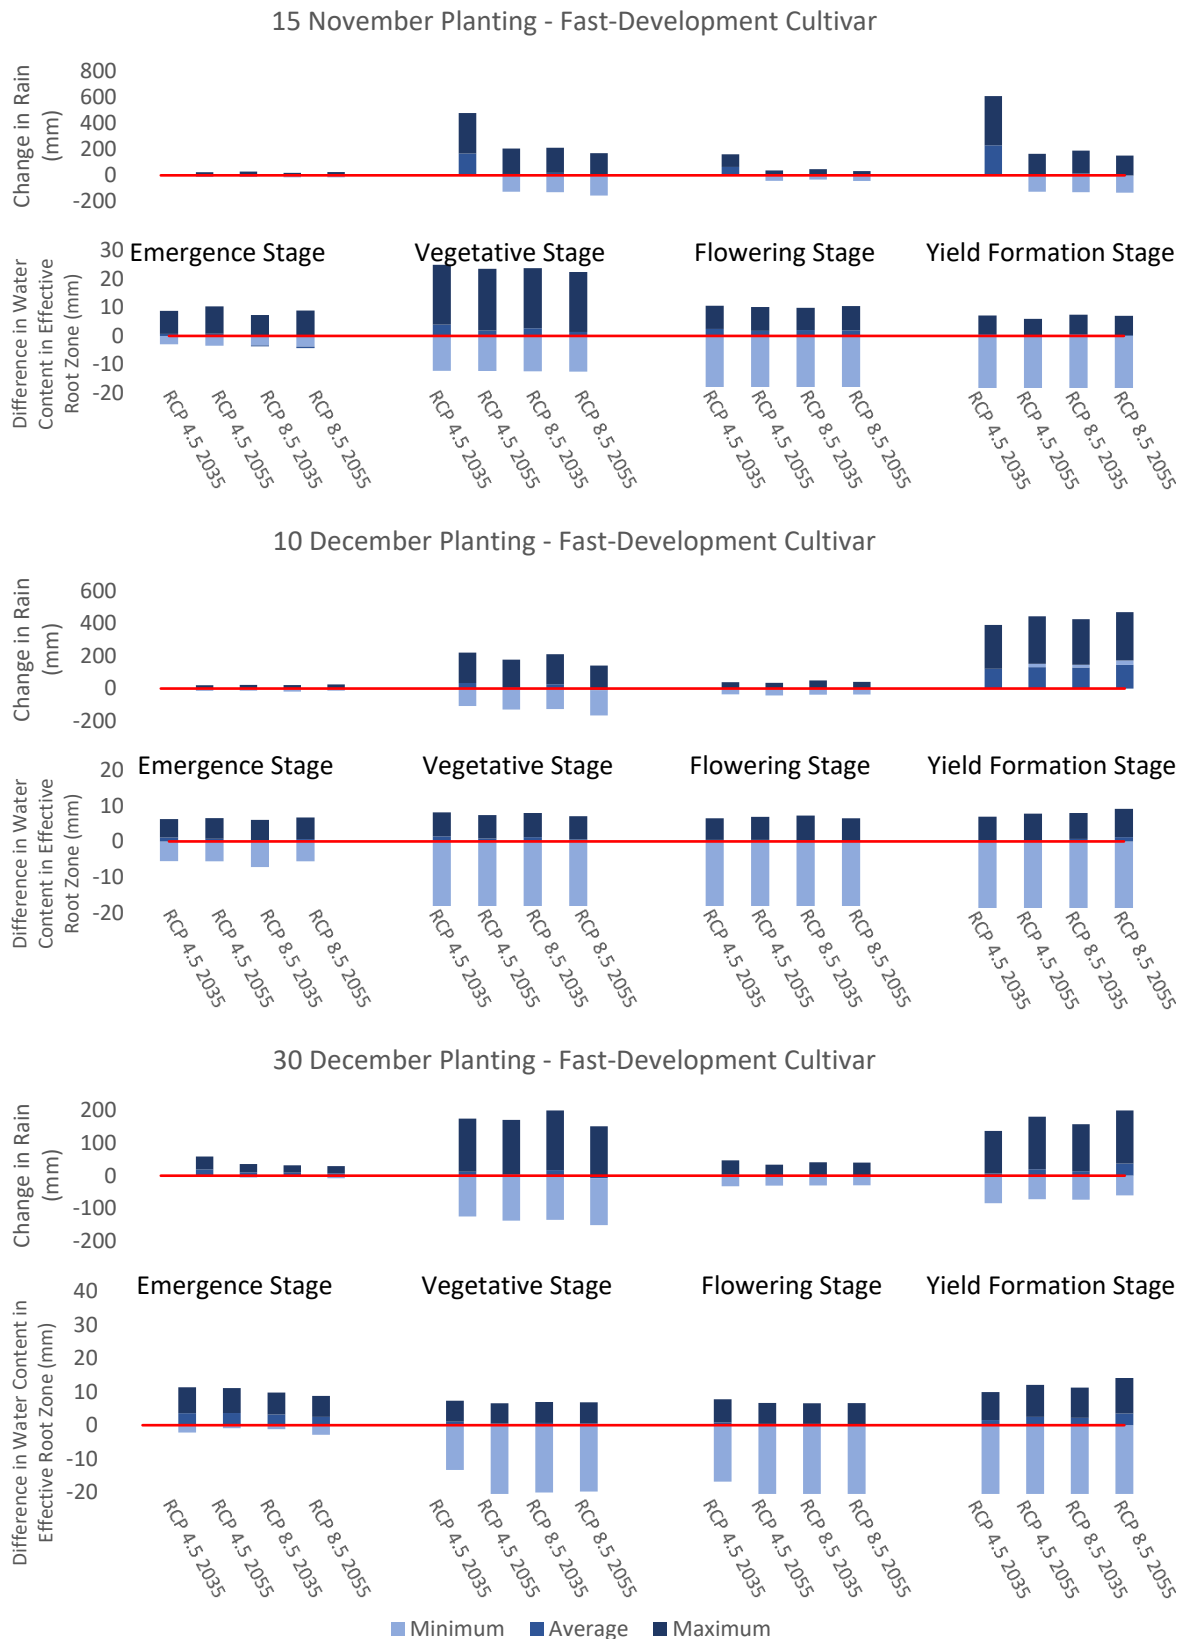 15 November Planting - Fast-Development Cultivar
Change in Rain
(mm)
800
600
400
200
0
-200
Emergence Stage
Vegetative Stage
Flowering Stage
Yield Formation Stage
Difference in Water
Content in Effective
Root Zone (mm)
30
20
10
0
-10
-20
RCP 4.5 2035
RCP 4.5 2055
RCP 8.5 2035
RCP 8.5 2055
RCP 4.5 2035
RCP 4.5 2055
RCP 8.5 2035
RCP 8.5 2055
RCP 4.5 2035
RCP 4.5 2055
RCP 8.5 2035
RCP 8.5 2055
RCP 4.5 2035
RCP 4.5 2055
RCP 8.5 2035
RCP 8.5 2055
10 December Planting - Fast-Development Cultivar
Change in Rain
(mm)
600
400
200
0
-200
Emergence Stage
Vegetative Stage
Flowering Stage
Yield Formation Stage
Difference in Water
Content in Effective
Root Zone (mm)
20
10
0
-10
-20
RCP 4.5 2035
RCP 4.5 2055
RCP 8.5 2035
RCP 8.5 2055
RCP 4.5 2035
RCP 4.5 2055
RCP 8.5 2035
RCP 8.5 2055
RCP 4.5 2035
RCP 4.5 2055
RCP 8.5 2035
RCP 8.5 2055
RCP 4.5 2035
RCP 4.5 2055
RCP 8.5 2035
RCP 8.5 2055
30 December Planting - Fast-Development Cultivar
Change in Rain
(mm)
200
100
0
-100
-200
Emergence Stage
Vegetative Stage
Flowering Stage
Yield Formation Stage
Difference in Water Content in
Effective Root Zone (mm)
40
30
20
10
0
-10
-20
RCP 4.5 2035
RCP 4.5 2055
RCP 8.5 2035
RCP 8.5 2055
RCP 4.5 2035
RCP 4.5 2055
RCP 8.5 2035
RCP 8.5 2055
RCP 4.5 2035
RCP 4.5 2055
RCP 8.5 2035
RCP 8.5 2055
RCP 4.5 2035
RCP 4.5 2055
RCP 8.5 2035
RCP 8.5 2055
Minimum Average Maximum